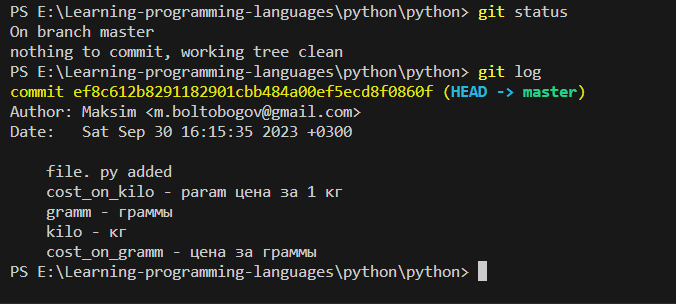 PS E:\Learning-programming-languages\python\python> git status
On branch master
nothing to commit, working tree clean
PS E:\Learning-programming-languages\python\python> git log
commit ef8c612b8291182901cbb484a00ef5ecd8f0860f (HEAD -> master)
Author: Maksim <m.boltobogov@gmail.com>
Date:   Sat Sep 30 16:15:35 2023 +0300
file. py added
cost_on_kilo - param цена за 1 кг
gramm - граммы
kilo - кг
cost_on_gramm - цена за граммы
PS E:\Learning-programming-languages\python\python>